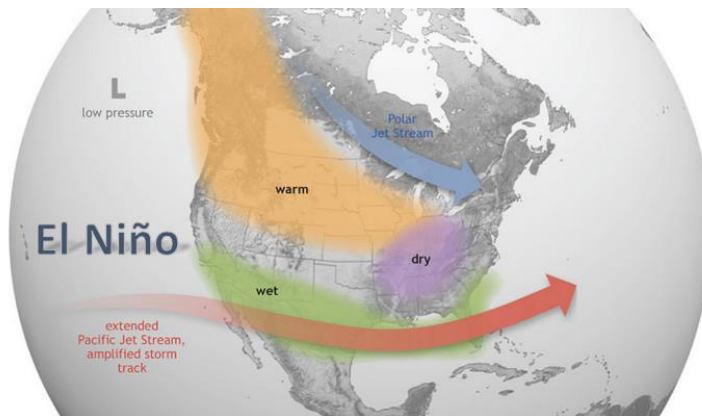 L
low pressure
Polar
Jet Stream
warm
El Niño
dry
wet
extended
Pacific Jet Stream,
amplified storm
track